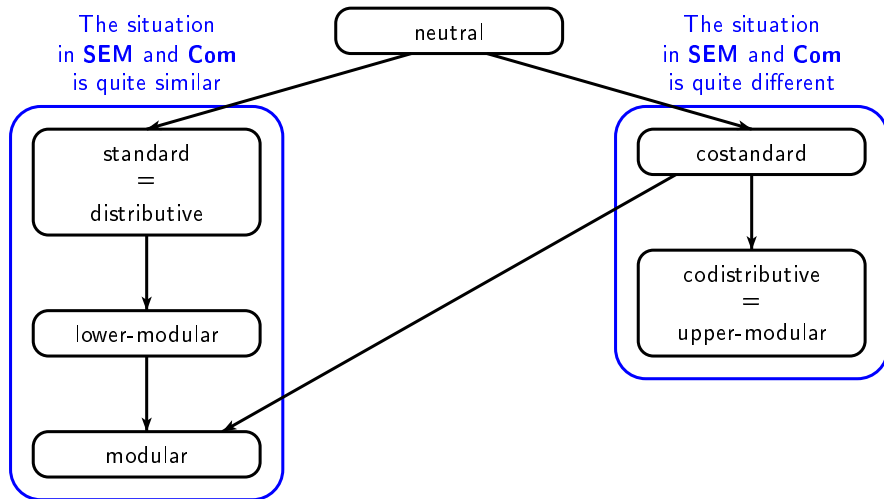 The situation
in SEM and Com
is quite similar
neutral
The situation
in SEM and Com
is quite different
standard
=
distributive
costandard
codistributive
=
upper-modular
lower-modular
modular